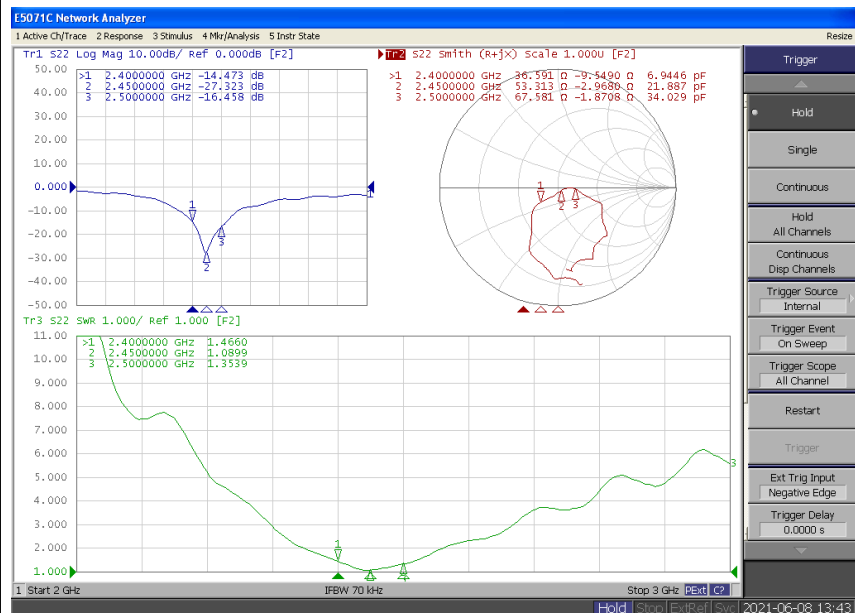 E5071C Network Analyzer
1 Active Ch/Trace 2 Response 3 Stimulus 4 Mkr/Analysis 5 Instr State
Resize
Tr1 S22 Log Mag 10.00dB/ Ref 0.000dB [F2]
50.00
40.00
30.00
20.00
10.00
0.000
-10.00
-20.00
-30.00
-40.00
-50.00
>1 2.4000000 GHz -14.473 dB
2 2.4500000 GHz -27.323 dB
3 2.5000000 GHz -16.458 dB
1
2
3
1
Tr2 S22 Smith (R+jX) Scale 1.000U [F2]
>1 2.4000000 GHz 36.591 Ω -9.5490 Ω 6.9446 pF
2 2.4500000 GHz 53.313 Ω -2.9680 Ω 21.887 pF
3 2.5000000 GHz 67.581 Ω -1.8708 Ω 34.029 pF
1
2
3
Tr3 S22 SWR 1.000/ Ref 1.000 [F2]
11.00
10.00
9.000
8.000
7.000
6.000
5.000
4.000
3.000
2.000
1.000
>1 2.4000000 GHz 1.4660
2 2.4500000 GHz 1.0899
3 2.5000000 GHz 1.3539
1
3
1 Start 2 GHz
IFBW 70 kHz
Stop 3 GHz PExt C?
Trigger
Hold
Single
Continuous
Hold
All Channels
Continuous
Disp Channels
Trigger Source
Internal
Trigger Event
On Sweep
Trigger Scope
All Channel
Restart
Trigger
Ext Trig Input
Negative Edge
Trigger Delay
0.0000 s
Hold Stop ExtRef Svc 2021-06-08 13:43